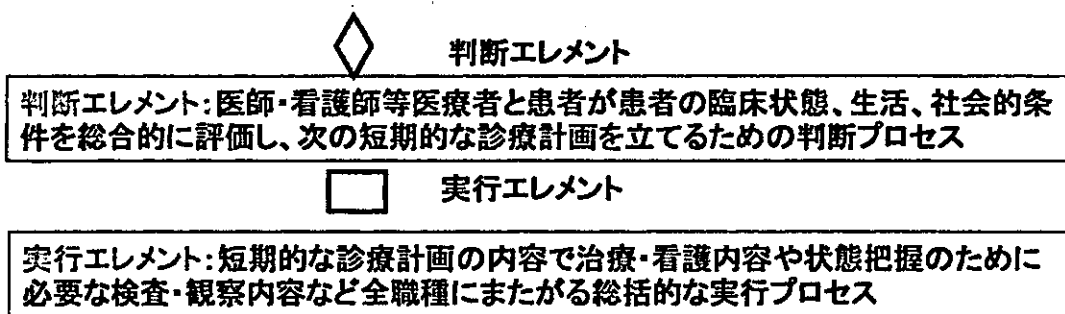 判断エレメント
判断エレメント:医師・看護師等医療者と患者が患者の臨床状態、生活、社会的条
件を総合的に評価し、次の短期的な診療計画を立てるための判断プロセス
実行エレメント
実行エレメント:短期的な診療計画の内容で治療・看護内容や状態把握のために
必要な検査・観察内容など全職種にまたがる総括的な実行プロセス